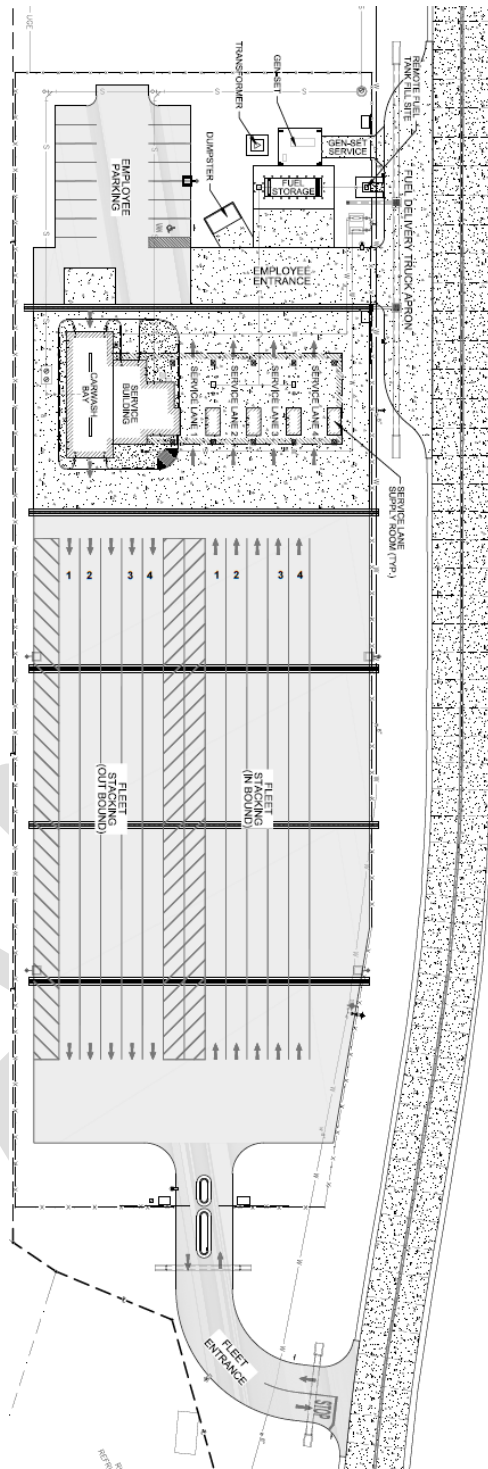 UGE
REMOTE FUEL
TANK FILL SITE
GEN-SET
TRANSFORMER
GEN-SET
SERVICE
FUEL
STORAGE
DUMPSTER
FUEL DELIVERY TRUCK APRON
EMPLOYEE
PARKING
EMPLOYEE
ENTRANCE
CARWASH
BAY
SERVICE
BUILDING
SERVICE LANE 1
SERVICE LANE 2
SERVICE LANE 3
SERVICE LANE 4
SERVICE LANE
SUPPLY ROOM (TYP.)
1 2 3 4 1 2 3 4
FLEET
STACKING
(OUT BOUND)
FLEET
STACKING
(IN BOUND)
FLEET
ENTRANCE
STOP